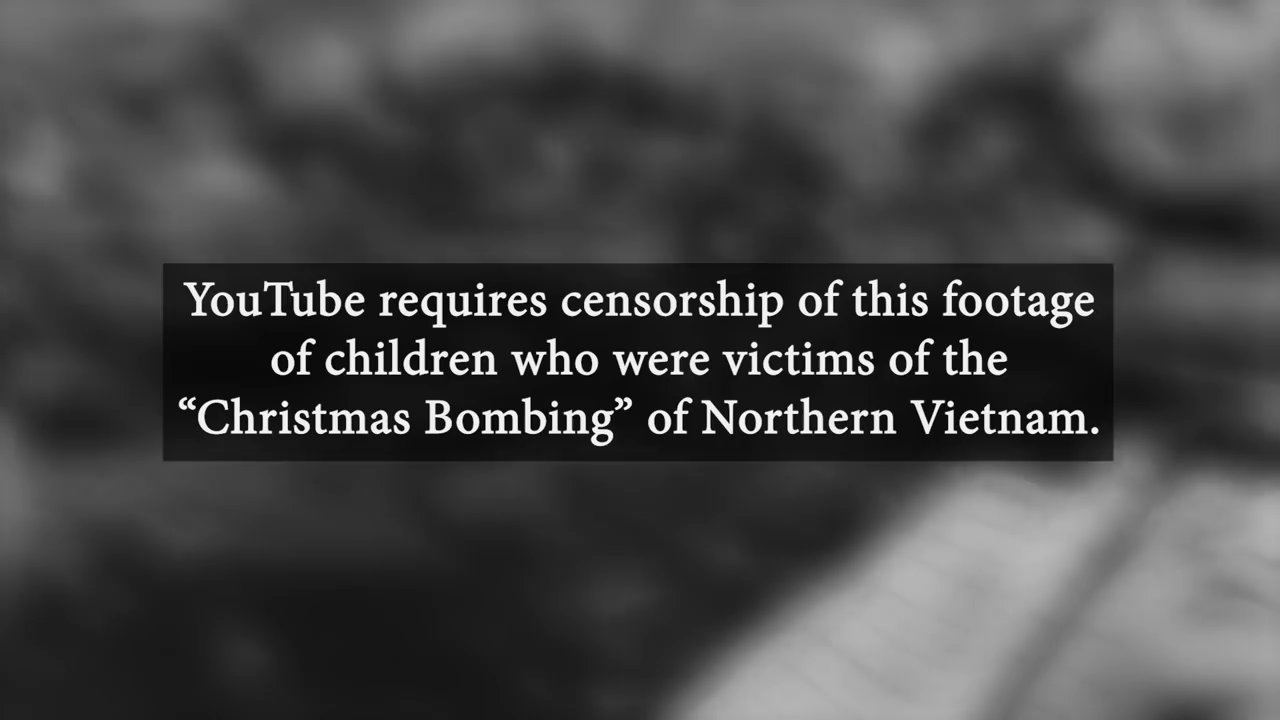 YouTube requires censorship of this footage
of children who were victims of the
“Christmas Bombing” of Northern Vietnam.